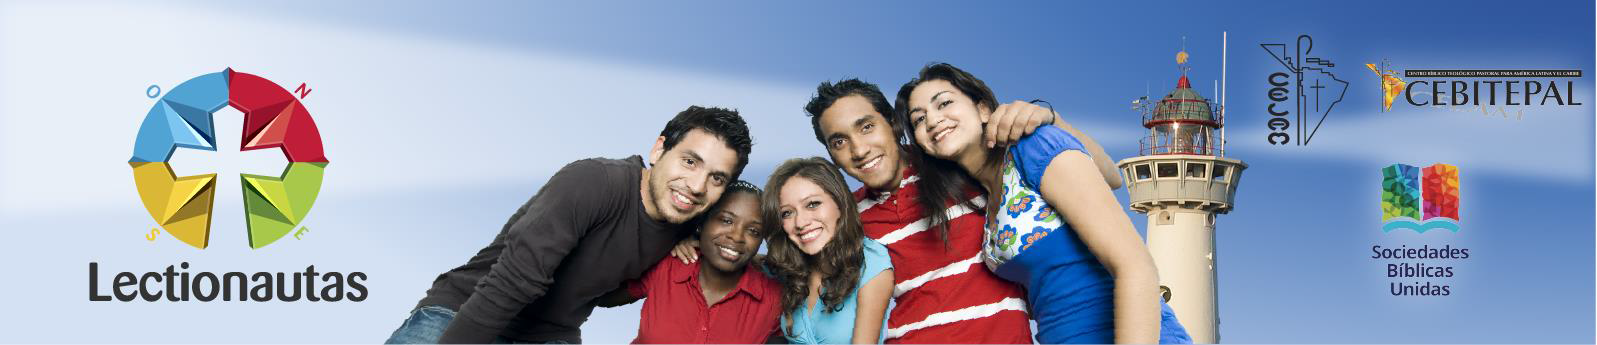 O
N
S
E
Lectionautas
CELAM
CENTRO BÍBLICO TEOLÓGICO PASTORAL PARA AMÉRICA LATINA Y EL CARIBE
CEBITEPAL
Sociedades
Bíblicas
Unidas